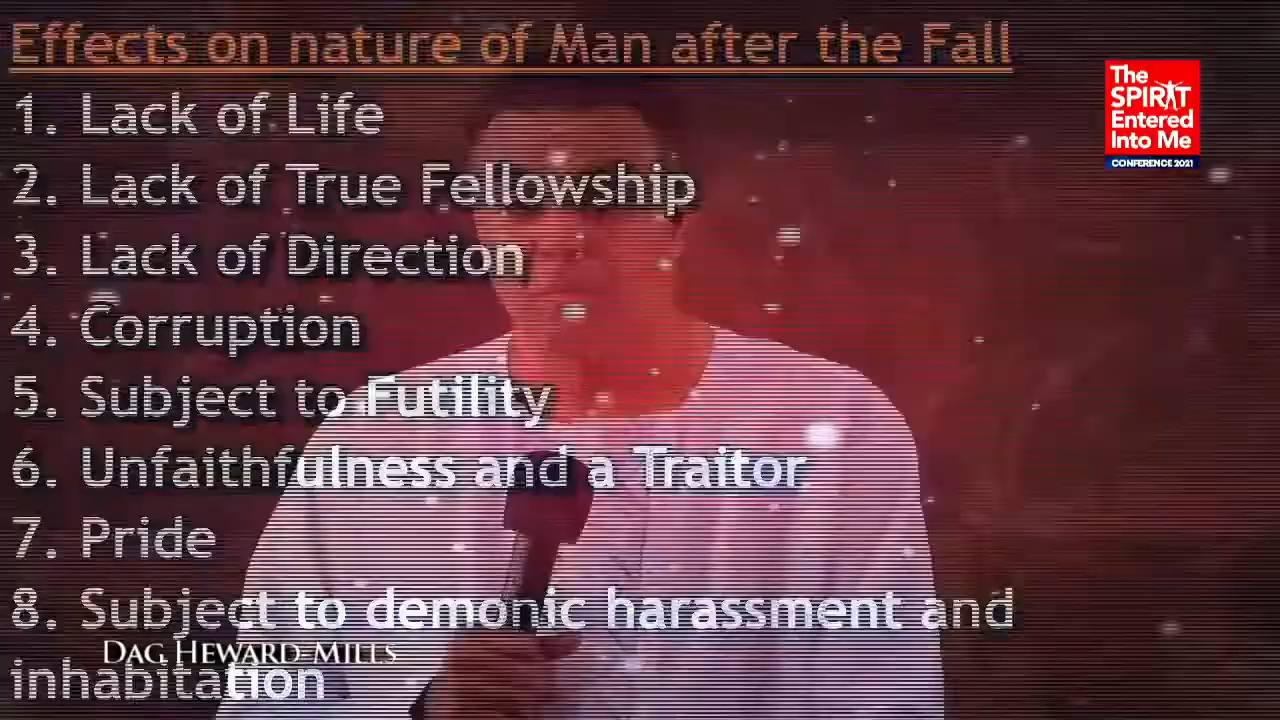 Effects on nature of Man after the Fall
1. Lack of Life
2. Lack of True Fellowship
3. Lack of Direction
4. Corruption
5. Subject to Futility
6. Unfaithfulness and a Traitor
7. Pride
8. Subject to demonic harassment and
inhabitation
DAG HEWARD-MILLS
The
SPIRIT
Entered
Into Me
CONFERENCE 2021